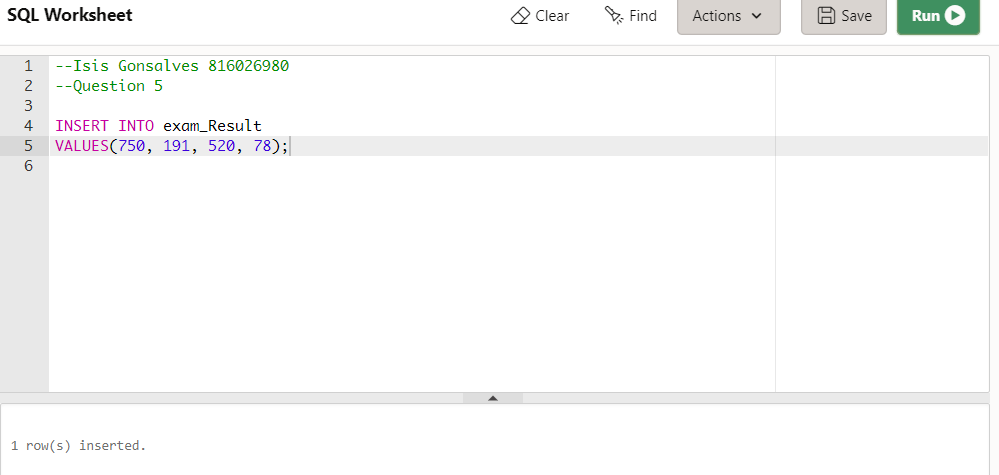 SQL Worksheet Clear Find Actions Save Run
1 --Isis Gonsalves 816026980
2 --Question 5
3
4 INSERT INTO exam_Result
5 VALUES(750, 191, 520, 78);
6
1 row(s) inserted.